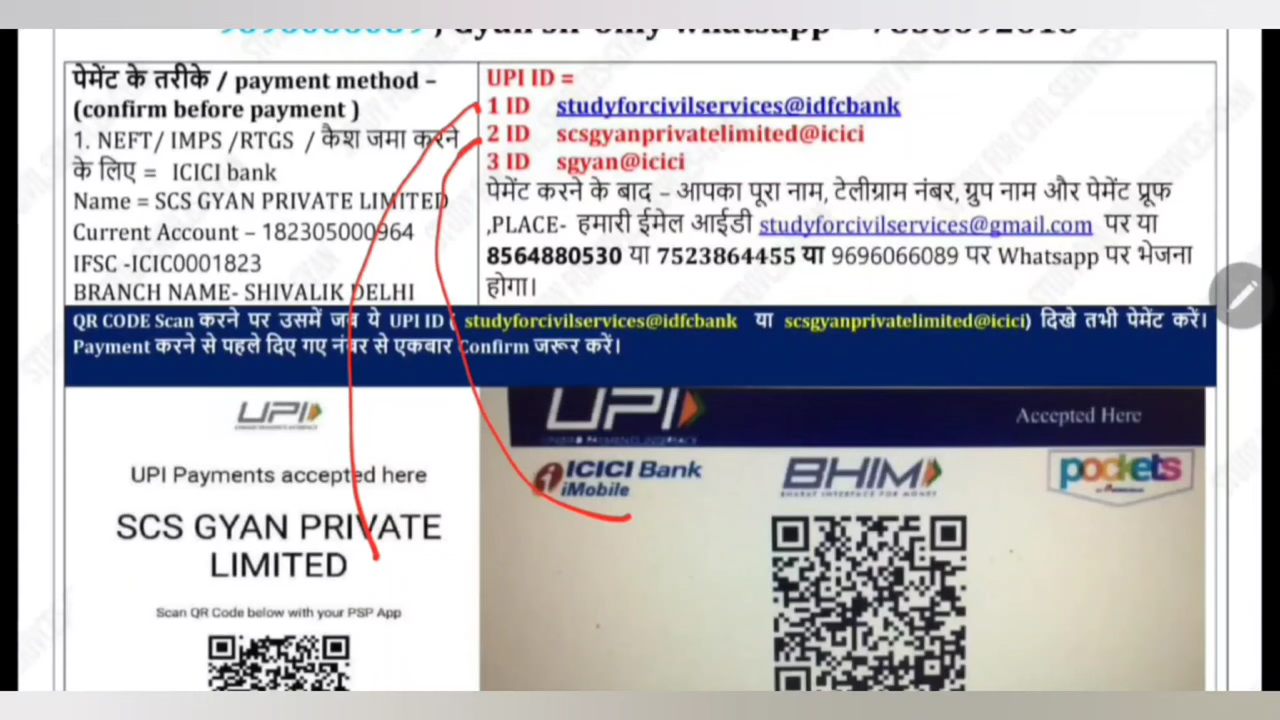 पेमेंट के तरीके / payment method –
(confirm before payment )
1. NEFT/ IMPS /RTGS / कैश जमा करने
के लिए = ICICI bank
Name = SCS GYAN PRIVATE LIMITED
Current Account – 182305000964
IFSC -ICIC0001823
BRANCH NAME- SHIVALIK DELHI
UPI ID =
1 ID studyforcivilservices@idfcbank
2 ID scsgyanprivatelimited@icici
3 ID sgyan@icici
पेमेंट करने के बाद – आपका पूरा नाम, टेलीग्राम नंबर, ग्रुप नाम और पेमेंट प्रूफ
,PLACE- हमारी ईमेल आईडी studyforcivilservices@gmail.com पर या
8564880530 या 7523864455 या 9696066089 पर Whatsapp पर भेजना
होगा।
QR CODE Scan करने पर उसमें जब ये UPI ID ( studyforcivilservices@idfcbank या scsgyanprivatelimited@icici) दिखे तभी पेमेंट करें।
Payment करने से पहले दिए गए नंबर से एकबार Confirm जरूर करें।
UPI
UPI Payments accepted here
SCS GYAN PRIVATE
LIMITED
Scan QR Code below with your PSP App
UPI
Accepted Here
ICICI Bank
iMobile
BHIM
BHARAT INTERFACE FOR MONEY
pockets